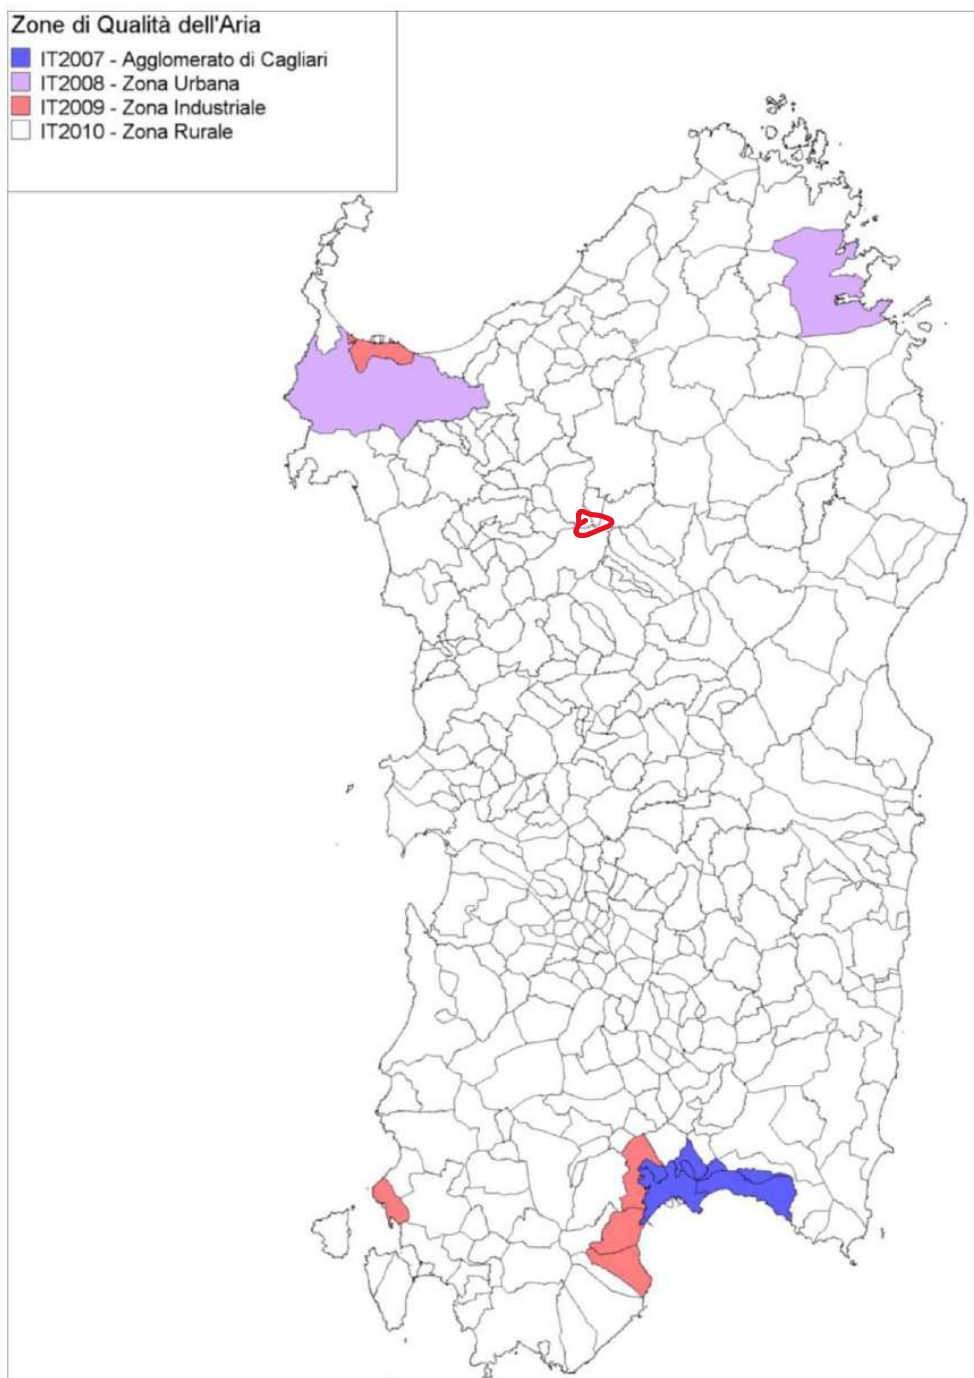 Zone di Qualità dell'Aria
IT2007 - Agglomerato di Cagliari
IT2008 - Zona Urbana
IT2009 - Zona Industriale
IT2010 - Zona Rurale